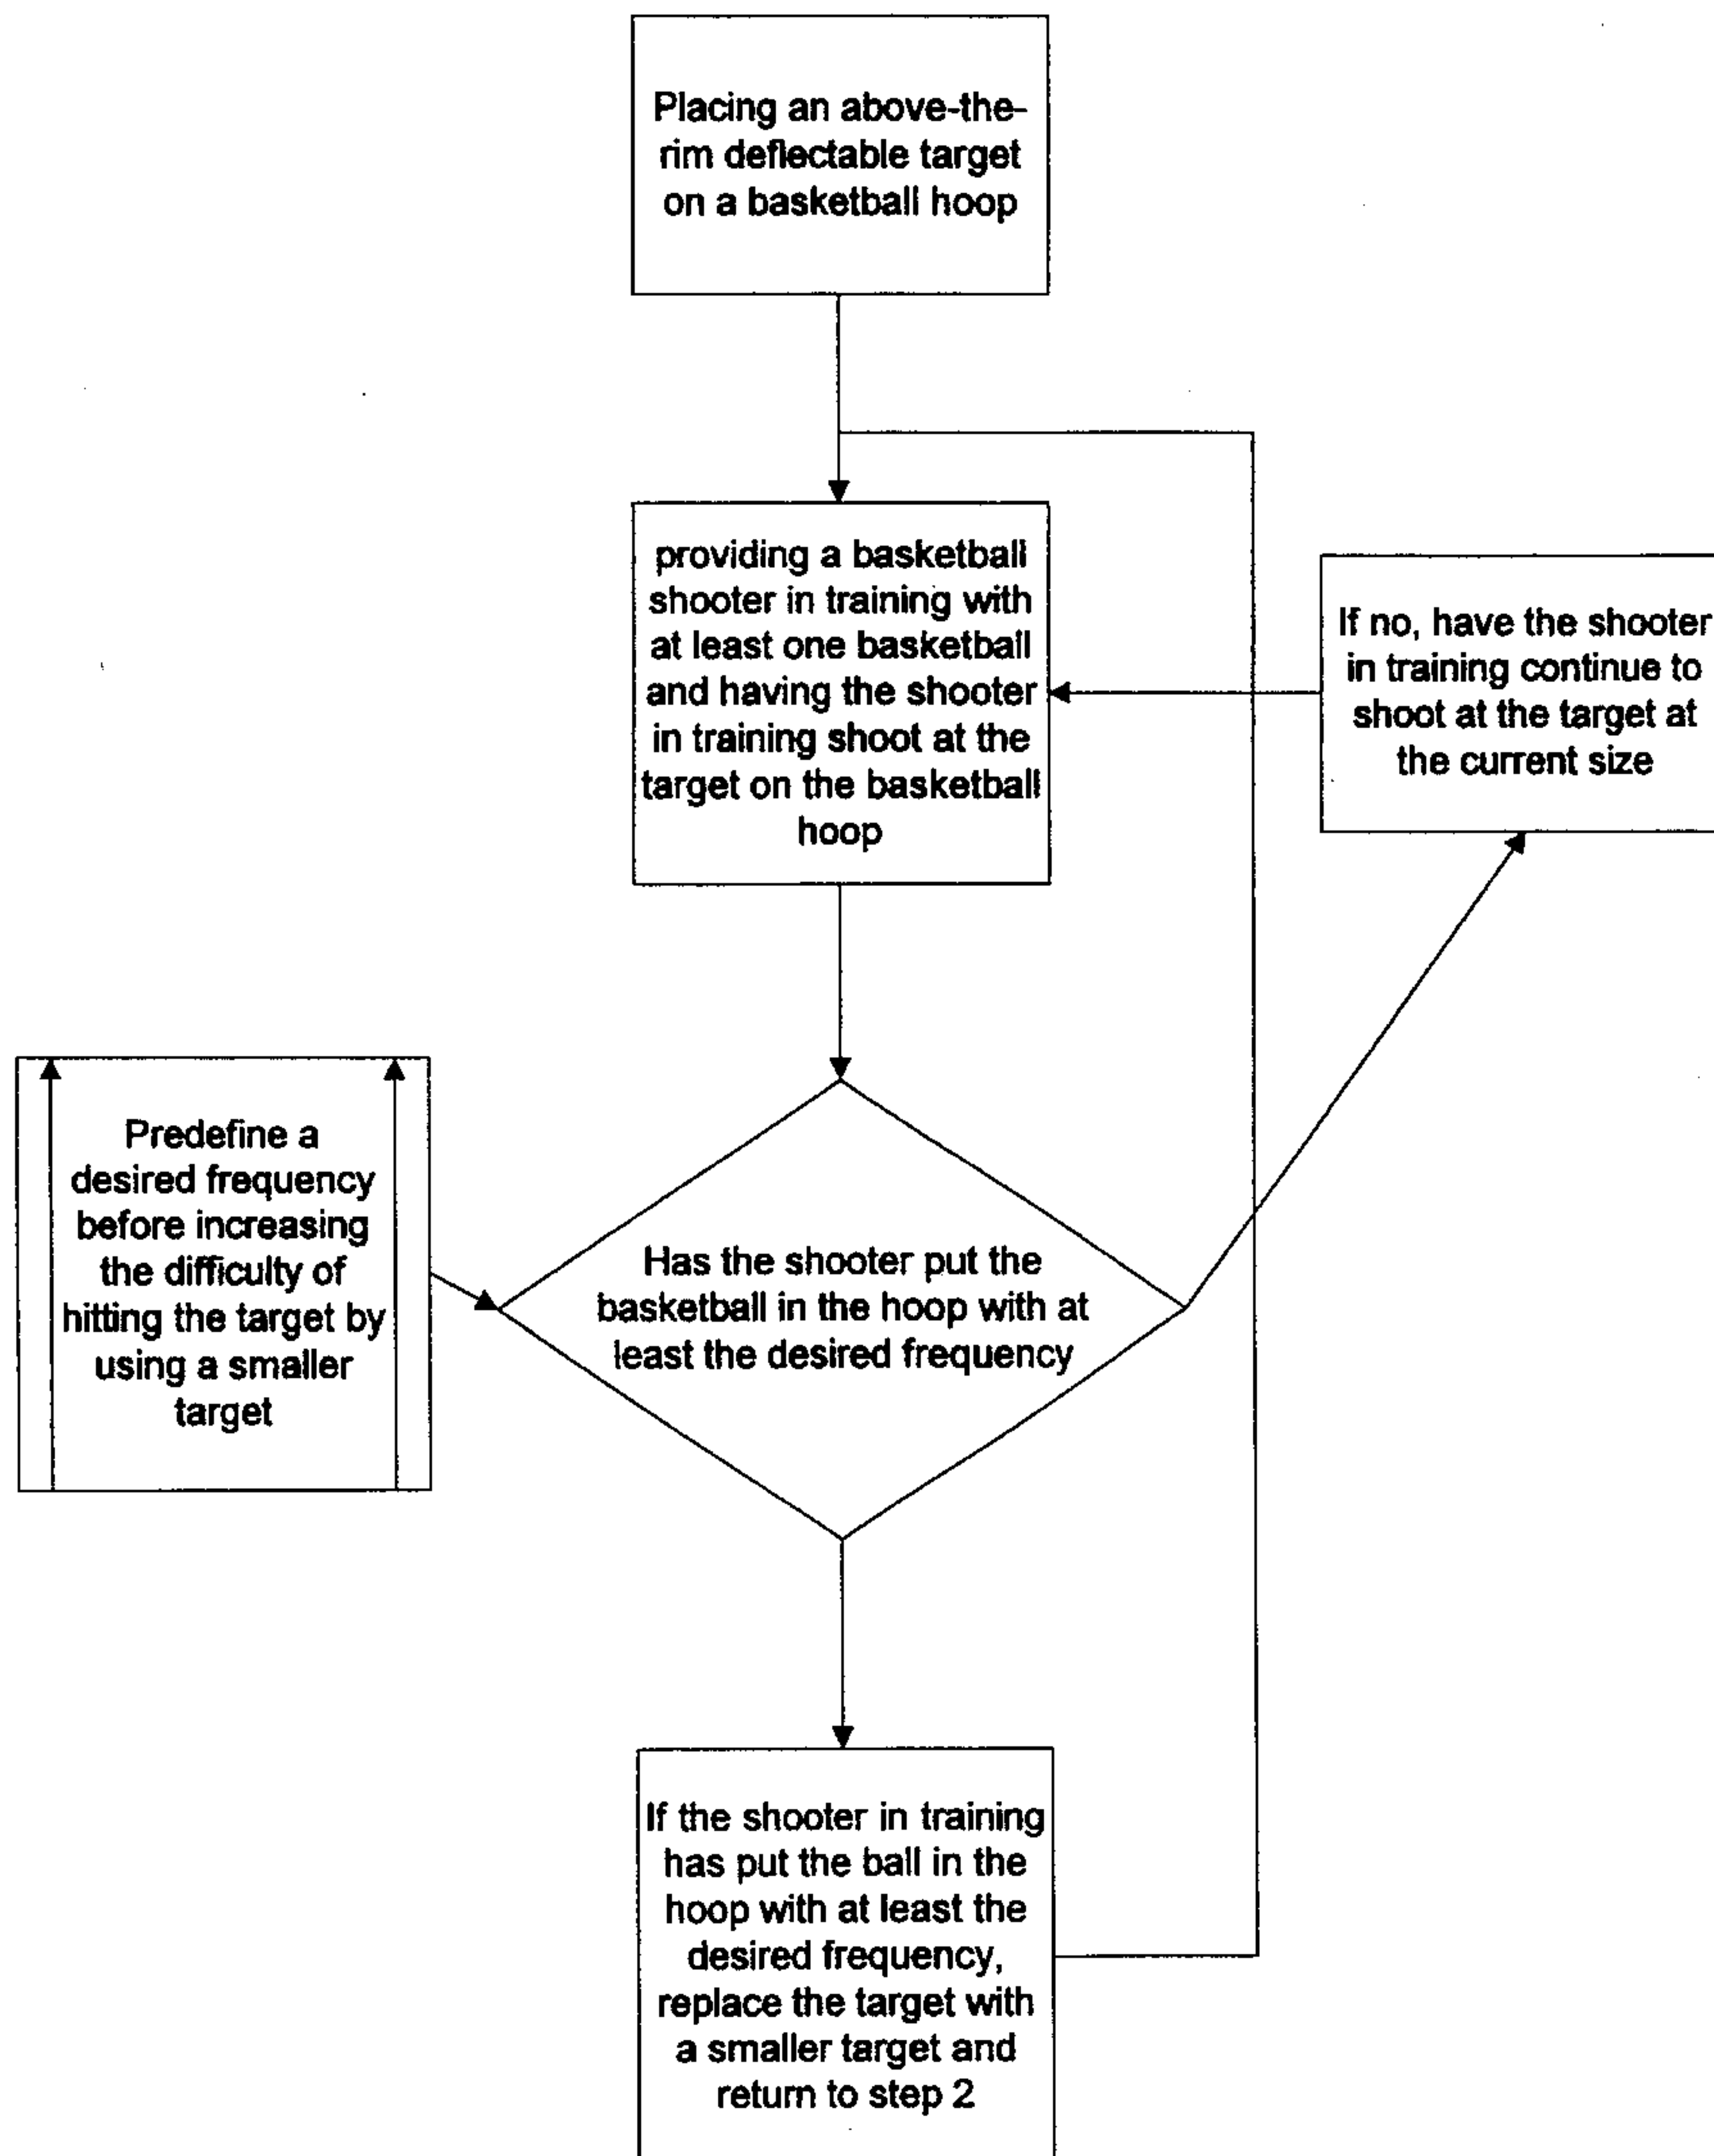 Placing an above-the-
rim deflectable target
on a basketball hoop
providing a basketball
shooter in training with
at least one basketball
and having the shooter
in training shoot at the
target on the basketball
hoop
If no, have the shooter
in training continue to
shoot at the target at
the current size
Predefine a
desired frequency
before increasing
the difficulty of
hitting the target by
using a smaller
target
Has the shooter put the
basketball in the hoop with at
least the desired frequency
If the shooter in training
has put the ball in the
hoop with at least the
desired frequency,
replace the target with
a smaller target and
return to step 2